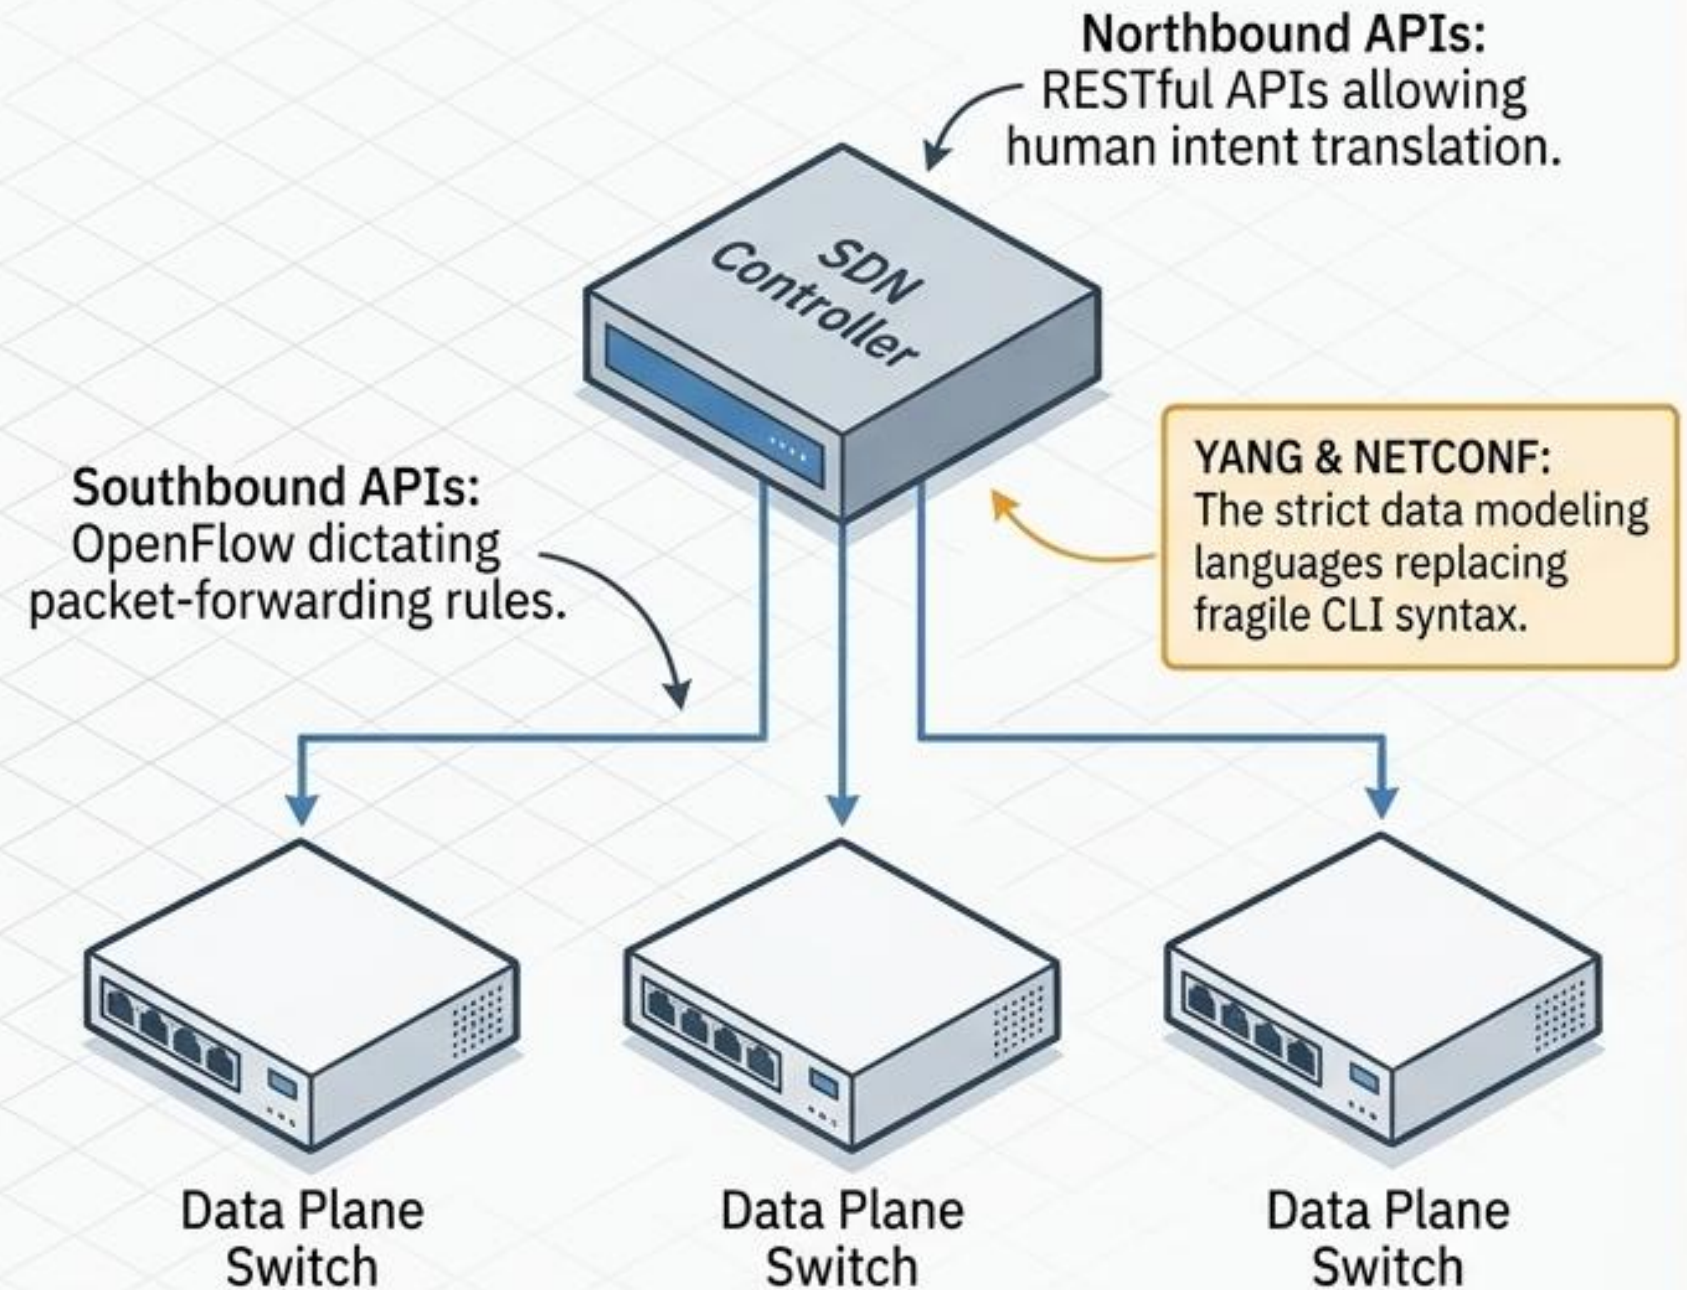 Northbound APIs:
RESTful APIs allowing
human intent translation.
SDN
Controller
Southbound APIs:
OpenFlow dictating
packet-forwarding rules.
YANG & NETCONF:
The strict data modeling
languages replacing
fragile CLI syntax.
Data Plane
Switch
Data Plane
Switch
Data Plane
Switch